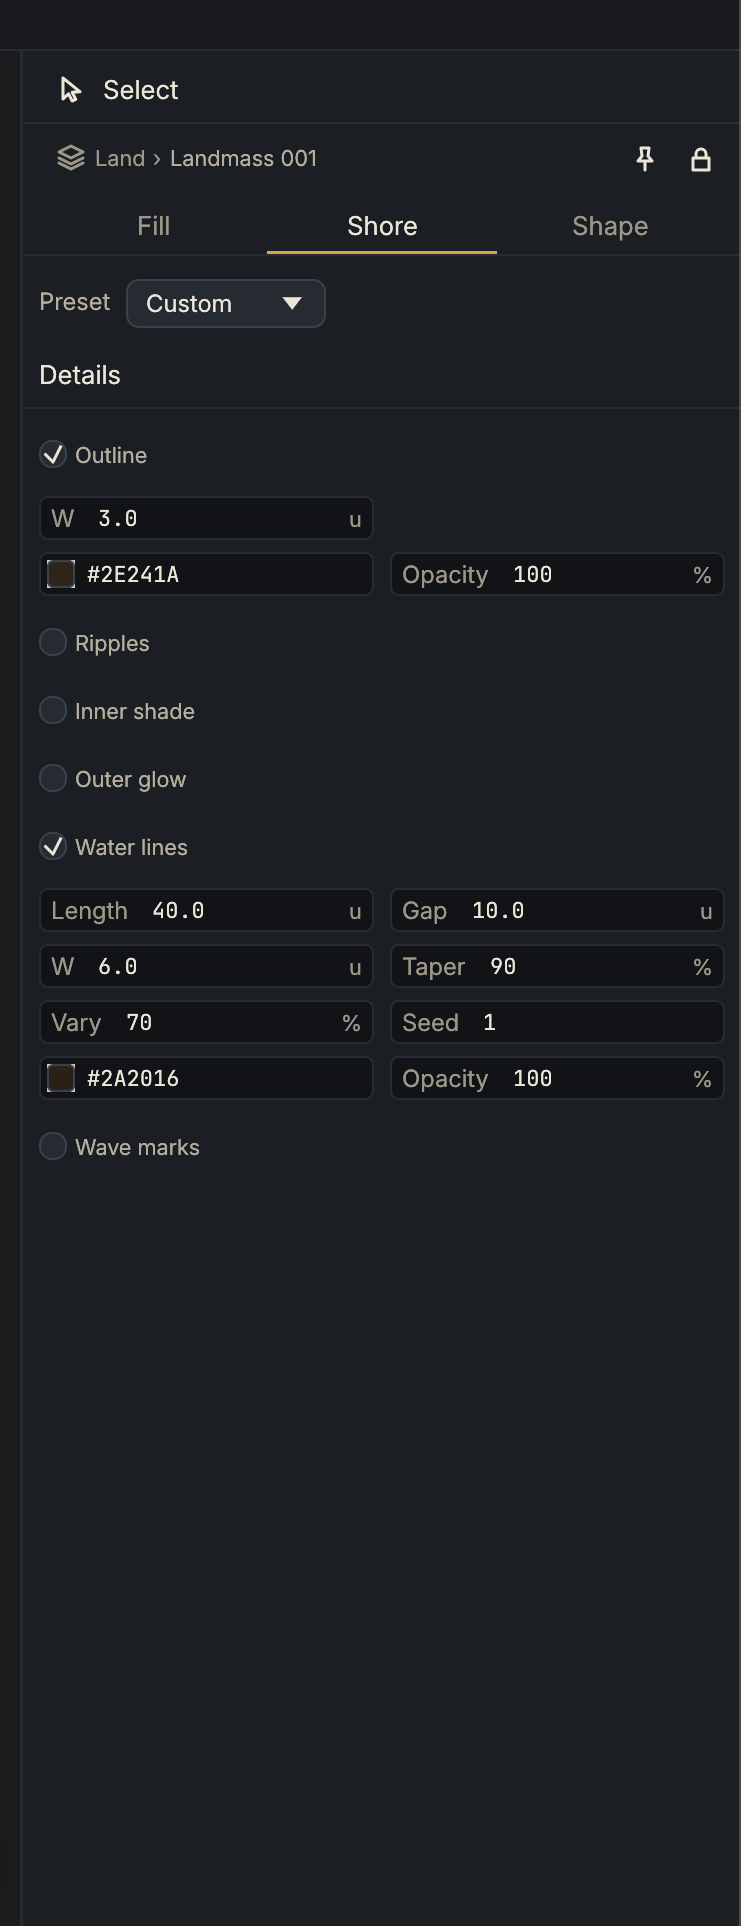 Select
Land › Landmass 001
Fill Shore Shape
Preset Custom
Details
Outline
W 3.0 u
#2E241A Opacity 100 %
Ripples
Inner shade
Outer glow
Water lines
Length 40.0 u Gap 10.0 u
W 6.0 u Taper 90 %
Vary 70 % Seed 1
#2A2016 Opacity 100 %
Wave marks